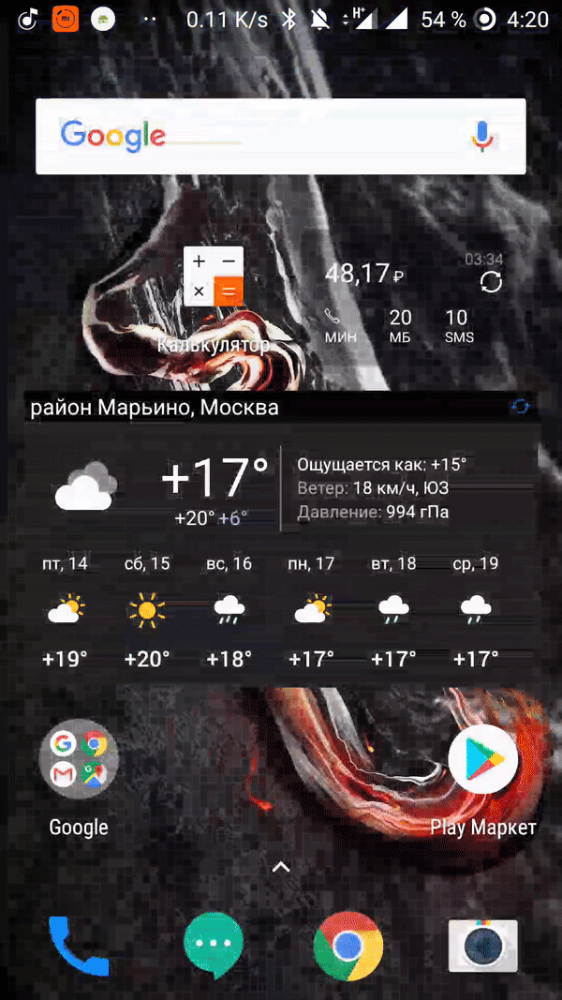 0.11 K/s H+ 54 % 4:20
Google
03:34
48,17 ₽
+ −
× =
20 10
МИН МБ SMS
Калькулятор
район Марьино, Москва
+17°
+20° +6°
Ощущается как: +15°
Ветер: 18 км/ч, ЮЗ
Давление: 994 гПа
пт, 14 сб, 15 вс, 16 пн, 17 вт, 18 ср, 19
+19° +20° +18° +17° +17° +17°
Google Play Маркет